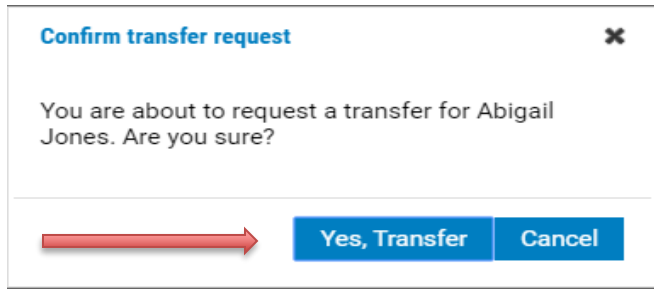 Confirm transfer request
You are about to request a transfer for Abigail
Jones. Are you sure?
Yes, Transfer Cancel